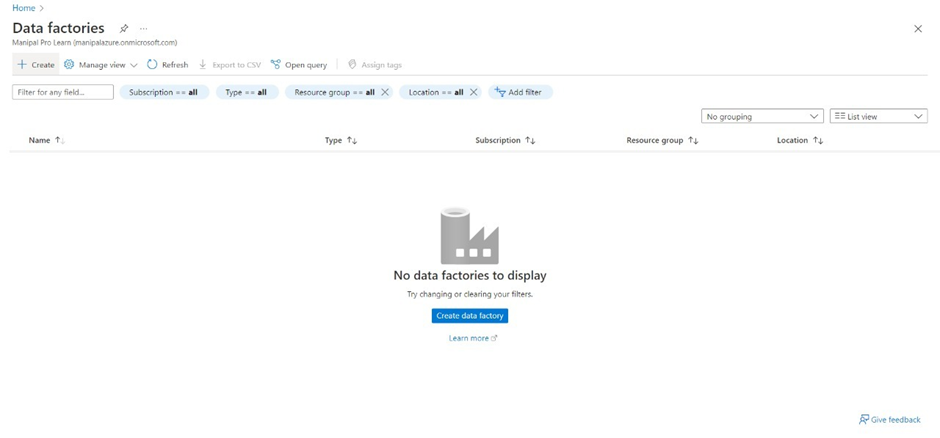 Home >
Data factories ...
Manipal Pro Learn (manipalazure.onmicrosoft.com)
+ Create Manage view Refresh Export to CSV Open query Assign tags
Filter for any field... Subscription == all Type == all Resource group == all Location == all Add filter
No grouping List view
Name Type Subscription Resource group Location
No data factories to display
Try changing or clearing your filters.
Create data factory
Learn more
Give feedback